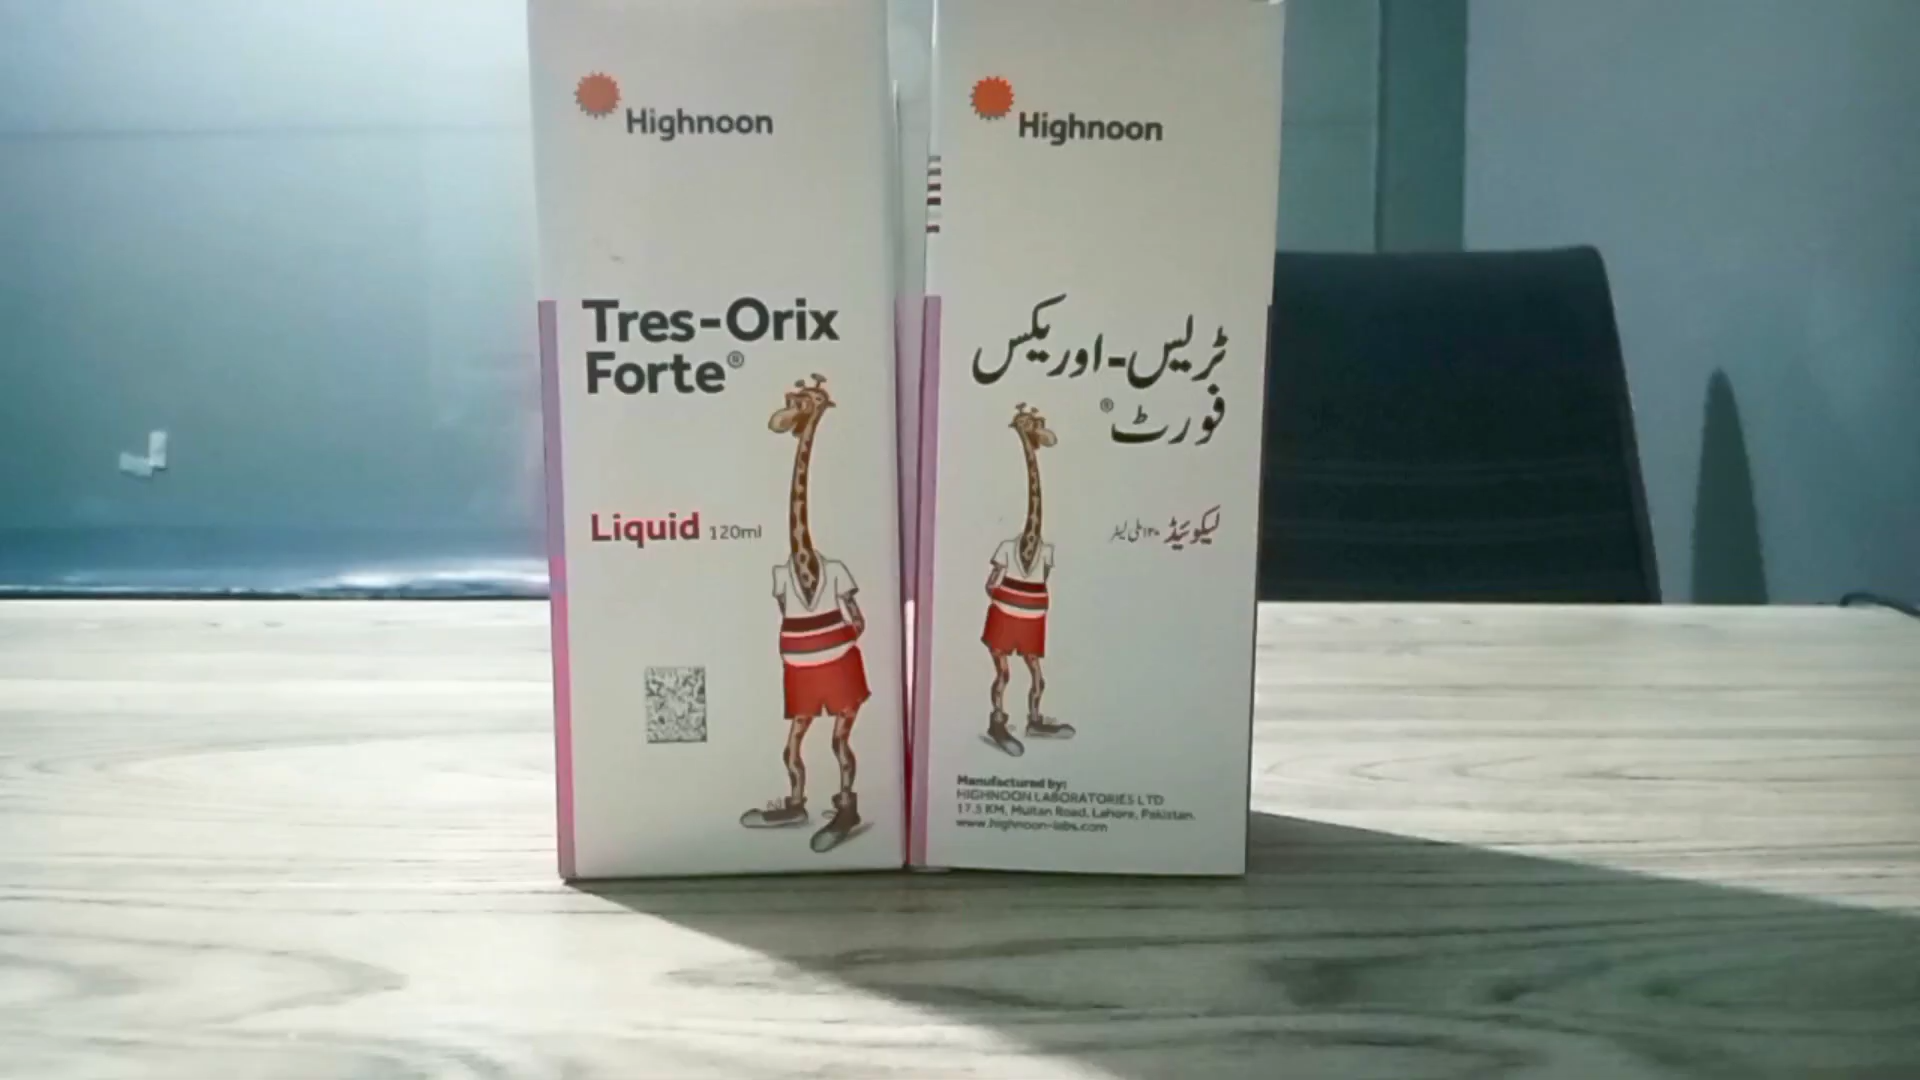 Highnoon
Tres-Orix
Forte®
Liquid 120ml
Highnoon
ٹریس-اوریکس
فورٹ®
لیکوئیڈ ۱۲۰ ملی لیٹر
Manufactured by:
HIGHNOON LABORATORIES LTD
17.5 KM, Multan Road, Lahore, Pakistan.
www.highnoon-labs.com